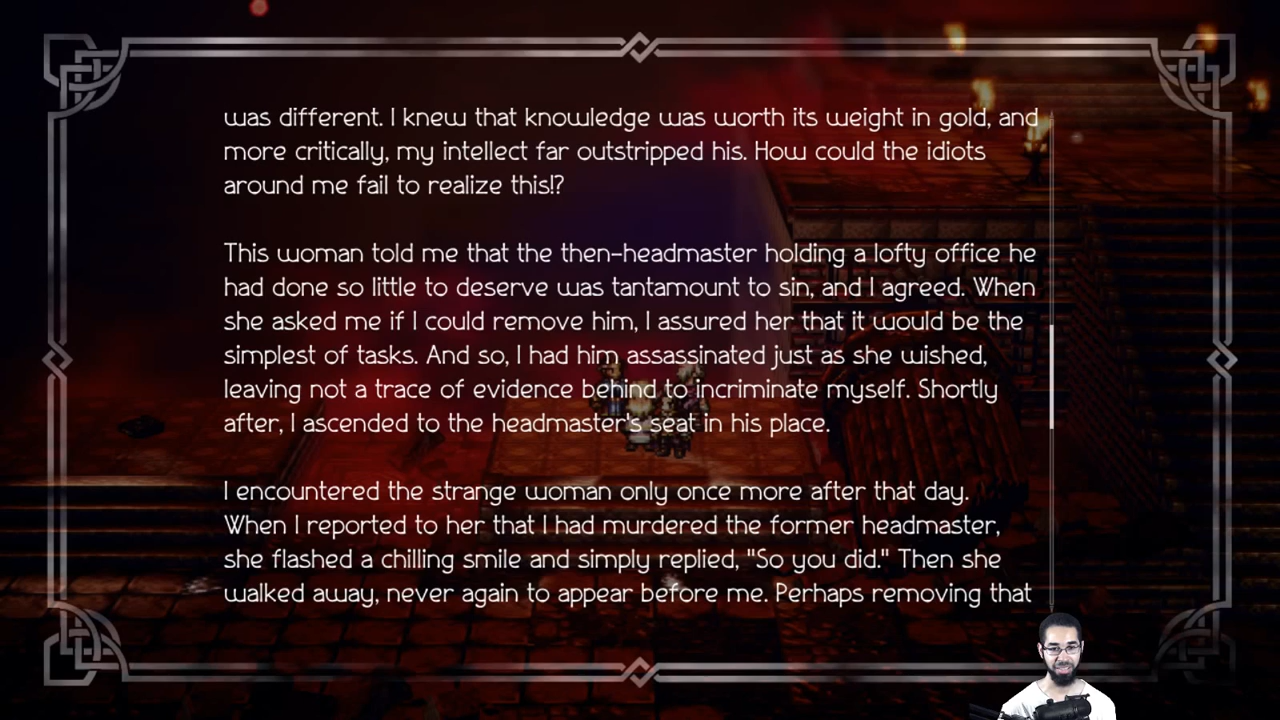 was different. I knew that knowledge was worth its weight in gold, and
more critically, my intellect far outstripped his. How could the idiots
around me fail to realize this!?
This woman told me that the then-headmaster holding a lofty office he
had done so little to deserve was tantamount to sin, and I agreed. When
she asked me if I could remove him, I assured her that it would be the
simplest of tasks. And so, I had him assassinated just as she wished,
leaving not a trace of evidence behind to incriminate myself. Shortly
after, I ascended to the headmaster's seat in his place.
I encountered the strange woman only once more after that day.
When I reported to her that I had murdered the former headmaster,
she flashed a chilling smile and simply replied, "So you did." Then she
walked away, never again to appear before me. Perhaps removing that